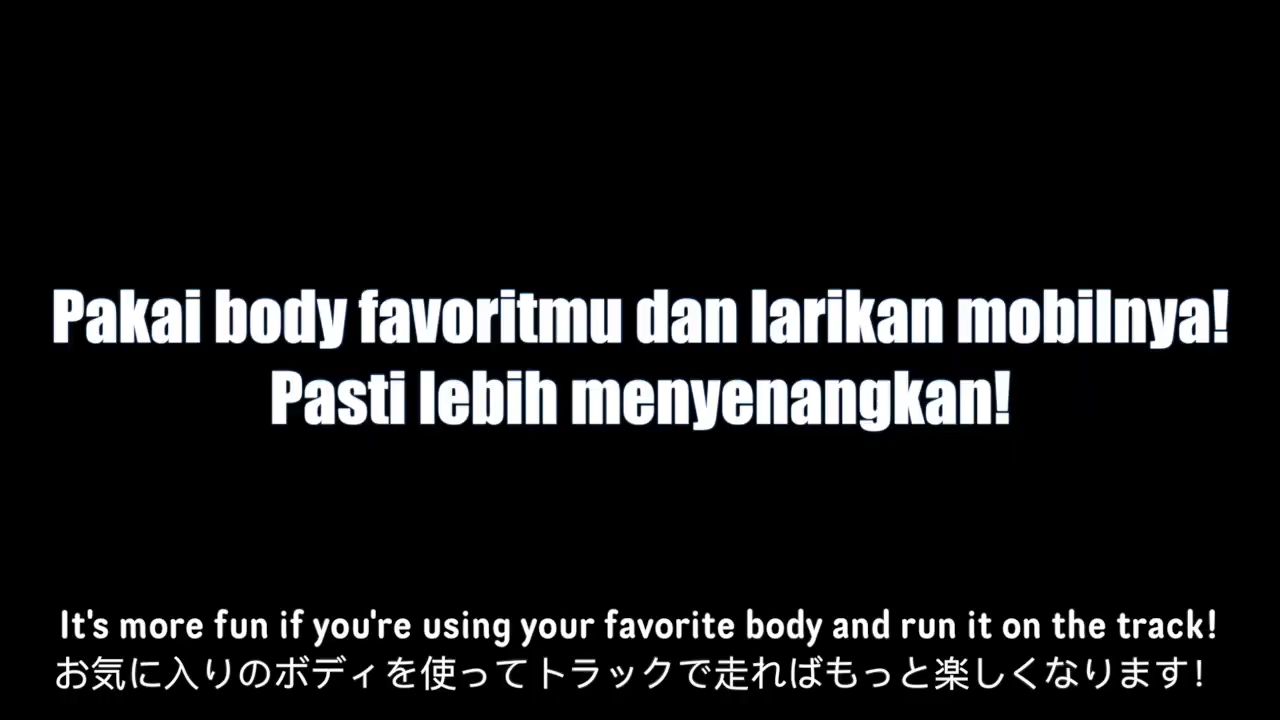 Pakai body favoritmu dan larikan mobilnya!
Pasti lebih menyenangkan!
It's more fun if you're using your favorite body and run it on the track!
お気に入りのボディを使ってトラックで走ればもっと楽しくなります!